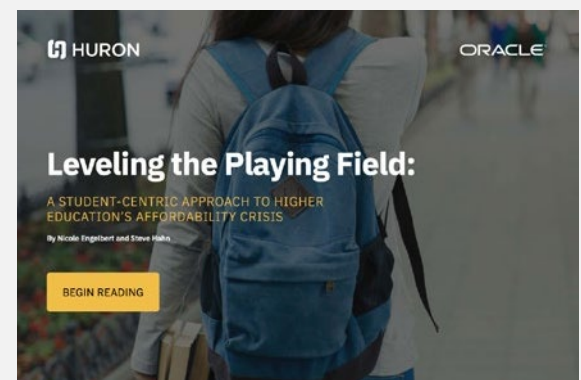 HURON
ORACLE
Leveling the Playing Field:
A STUDENT-CENTRIC APPROACH TO HIGHER
EDUCATION'S AFFORDABILITY CRISIS
By Nicole Engelbert and Steve Hahn
BEGIN READING